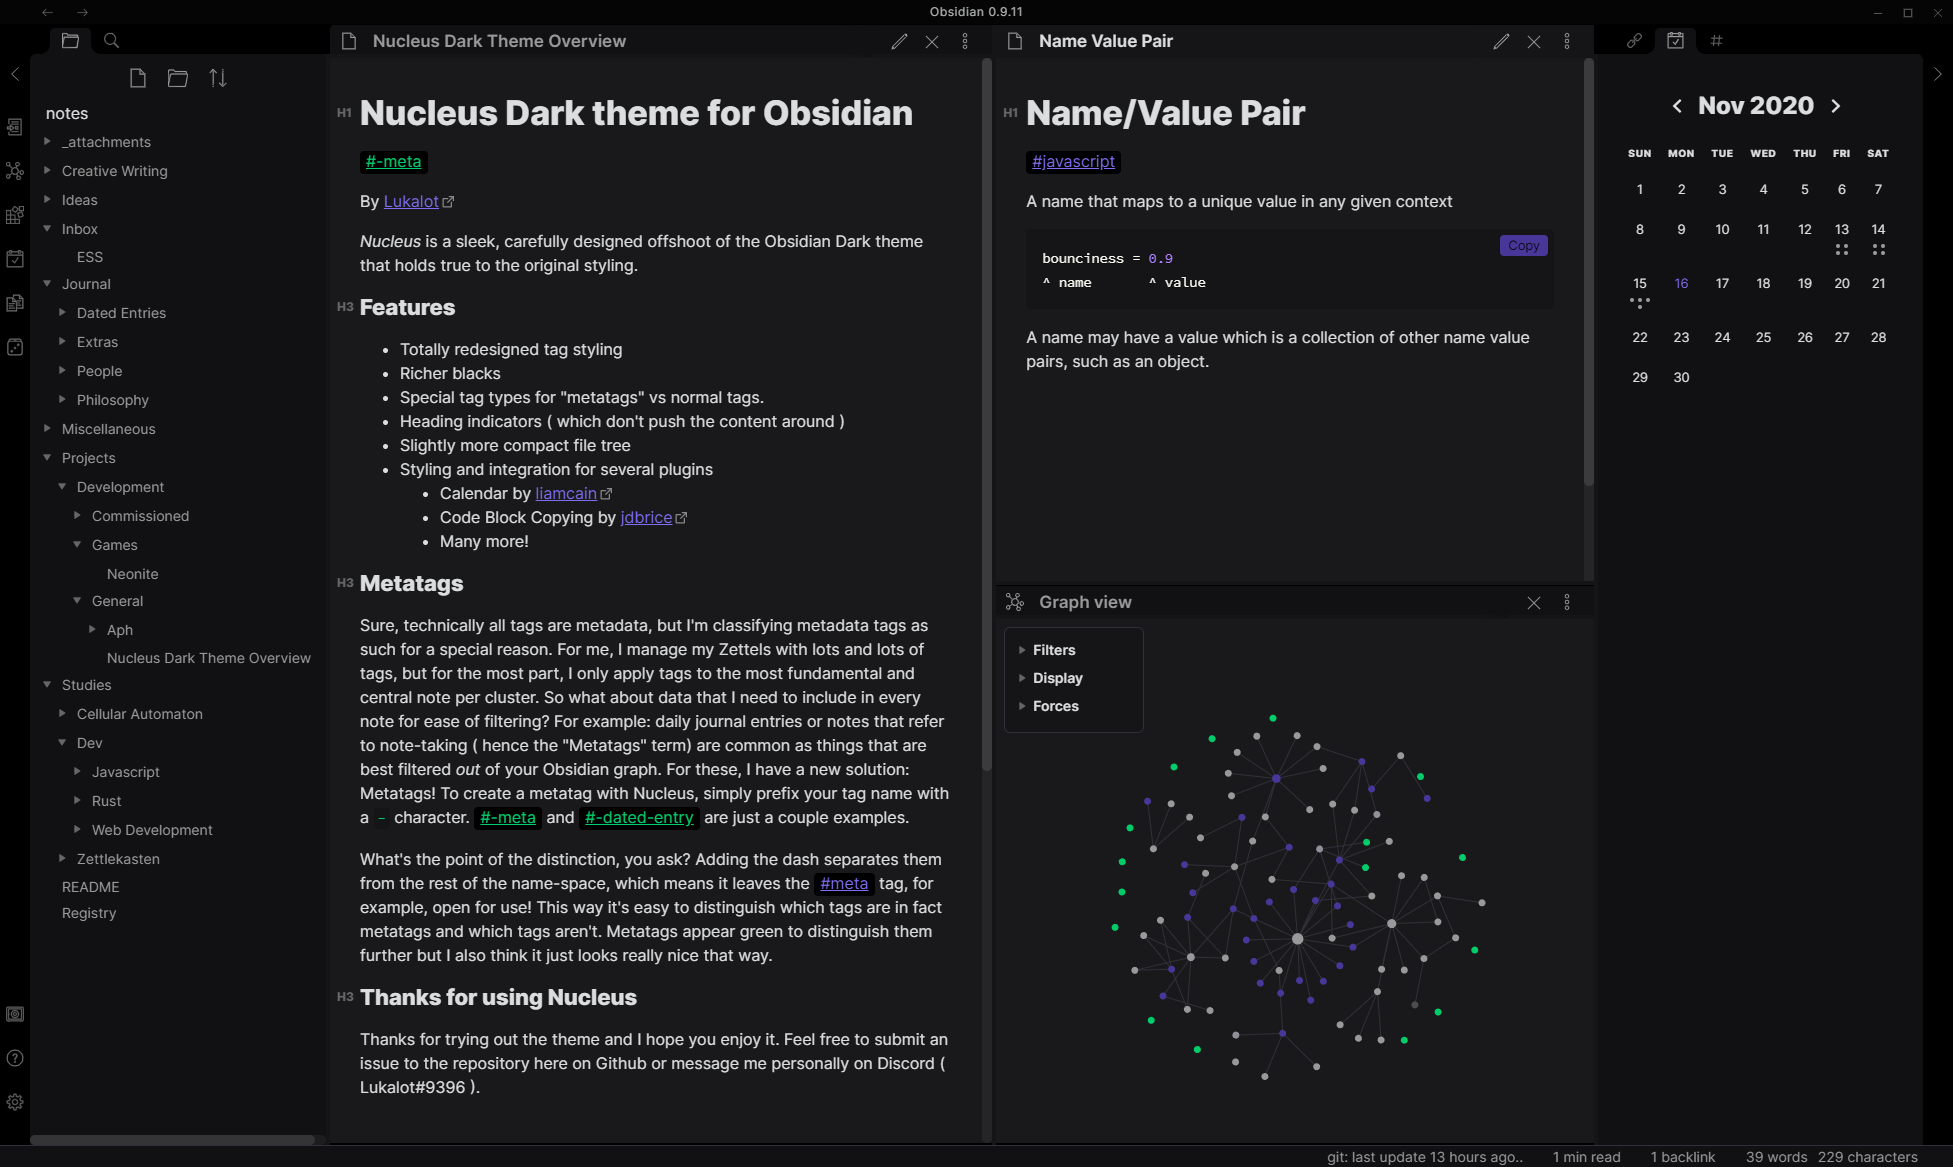 Obsidian 0.9.11
notes
_attachments
Creative Writing
Ideas
Inbox
ESS
Journal
Dated Entries
Extras
People
Philosophy
Miscellaneous
Projects
Development
Commissioned
Games
Neonite
General
Aph
Nucleus Dark Theme Overview
Studies
Cellular Automaton
Dev
Javascript
Rust
Web Development
Zettlekasten
README
Registry
Nucleus Dark Theme Overview
H1 Nucleus Dark theme for Obsidian
#-meta
By Lukalot
Nucleus is a sleek, carefully designed offshoot of the Obsidian Dark theme
that holds true to the original styling.
H3 Features
• Totally redesigned tag styling
• Richer blacks
• Special tag types for "metatags" vs normal tags.
• Heading indicators ( which don't push the content around )
• Slightly more compact file tree
• Styling and integration for several plugins
• Calendar by liamcain
• Code Block Copying by jdbrice
• Many more!
H3 Metatags
Sure, technically all tags are metadata, but I'm classifying metadata tags as
such for a special reason. For me, I manage my Zettels with lots and lots of
tags, but for the most part, I only apply tags to the most fundamental and
central note per cluster. So what about data that I need to include in every
note for ease of filtering? For example: daily journal entries or notes that refer
to note-taking ( hence the "Metatags" term) are common as things that are
best filtered out of your Obsidian graph. For these, I have a new solution:
Metatags! To create a metatag with Nucleus, simply prefix your tag name with
a - character. #-meta and #-dated-entry are just a couple examples.
What's the point of the distinction, you ask? Adding the dash separates them
from the rest of the name-space, which means it leaves the #meta tag, for
example, open for use! This way it's easy to distinguish which tags are in fact
metatags and which tags aren't. Metatags appear green to distinguish them
further but I also think it just looks really nice that way.
H3 Thanks for using Nucleus
Thanks for trying out the theme and I hope you enjoy it. Feel free to submit an
issue to the repository here on Github or message me personally on Discord (
Lukalot#9396 ).
Name Value Pair
H1 Name/Value Pair
#javascript
A name that maps to a unique value in any given context
Copy
bounciness = 0.9
^ name       ^ value
A name may have a value which is a collection of other name value
pairs, such as an object.
Graph view
Filters
Display
Forces
Nov 2020
SUN MON TUE WED THU FRI SAT
1 2 3 4 5 6 7
8 9 10 11 12 13 14
15 16 17 18 19 20 21
22 23 24 25 26 27 28
29 30
git: last update 13 hours ago.. 1 min read 1 backlink 39 words 229 characters